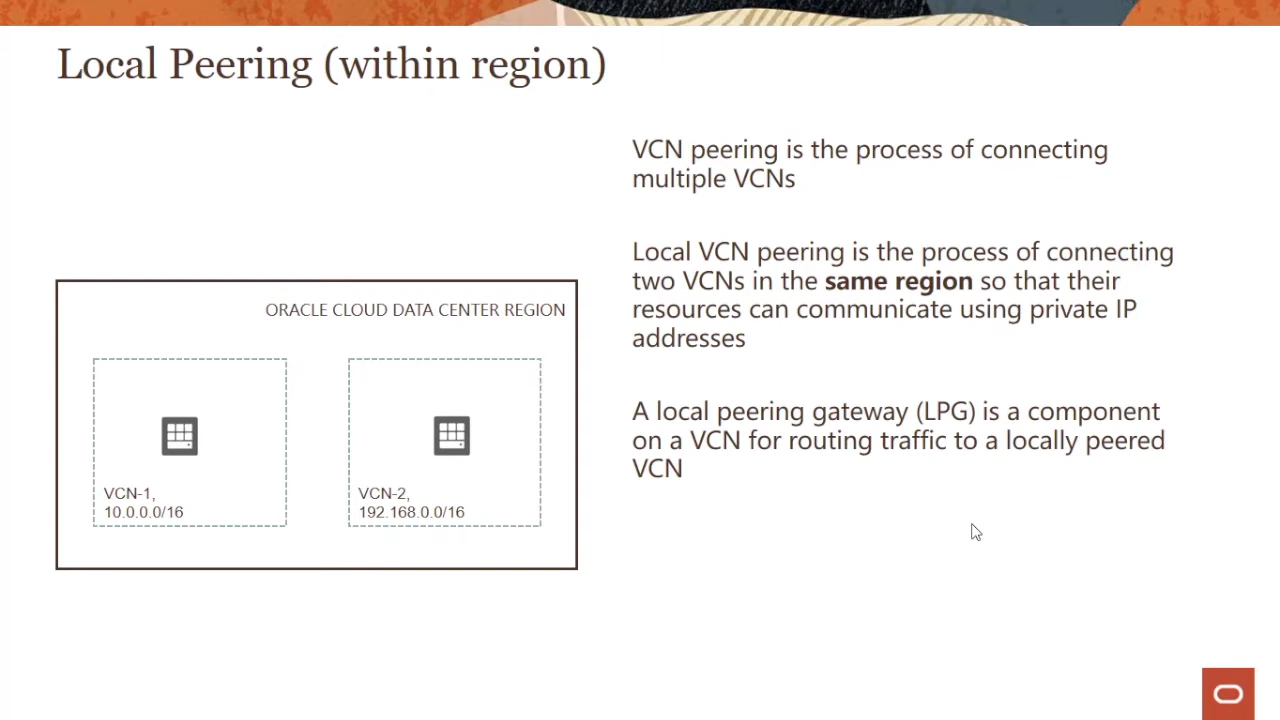 Local Peering (within region)
VCN peering is the process of connecting
multiple VCNs
Local VCN peering is the process of connecting
two VCNs in the same region so that their
resources can communicate using private IP
addresses
A local peering gateway (LPG) is a component
on a VCN for routing traffic to a locally peered
VCN
ORACLE CLOUD DATA CENTER REGION
VCN-1,
10.0.0.0/16
VCN-2,
192.168.0.0/16